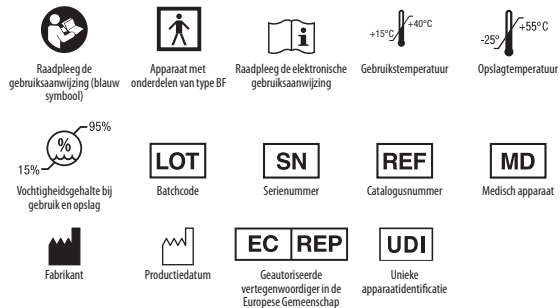 +15°C +40°C
-25° +55°C
Raadpleeg de
gebruiksaanwijzing (blauw
symbool)
Apparaat met
onderdelen van type BF
Raadpleeg de elektronische
gebruiksaanwijzing
Gebruikstemperatuur
Opslagtemperatuur
95%
%
15%
Vochtigheidsgehalte bij
gebruik en opslag
LOT
Batchcode
SN
Serienummer
REF
Catalogusnummer
MD
Medisch apparaat
Fabrikant
Productiedatum
EC REP
Geautoriseerde
vertegenwoordiger in de
Europese Gemeenschap
UDI
Unieke
apparaatidentificatie